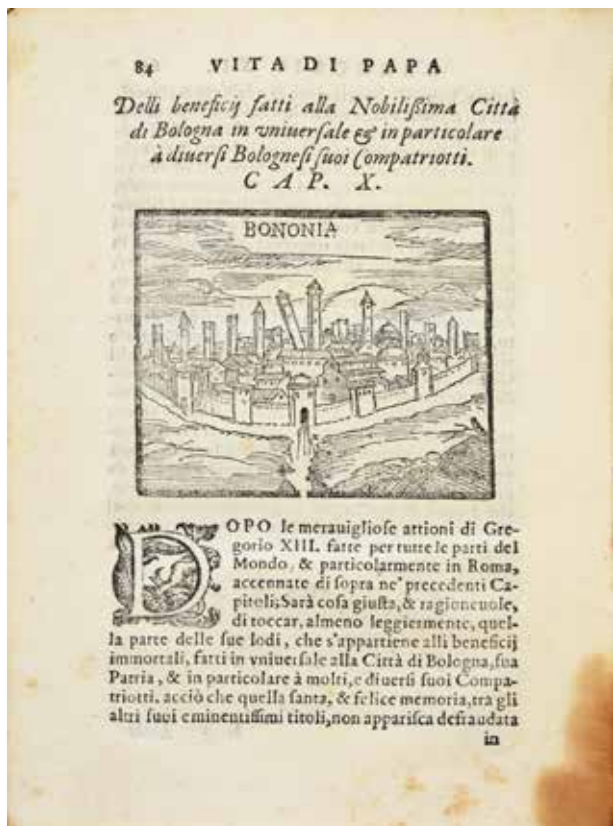 84 VITA DI PAPA
Delli beneficij fatti alla Nobilißima Città
di Bologna in vniuersale & in particolare
à diuersi Bolognesi suoi Compatriotti.
CAP. X.
BONONIA
DOPO le merauigliose attioni di Gre-
gorio XIII. fatte per tutte le parti del
Mondo, & particolarmente in Roma,
accennate di sopra ne' precedenti Ca-
pitoli; Sarà cosa giusta, & ragioneuole,
di toccar, almeno leggiermente, quel-
la parte delle sue lodi, che s'appartiene alli beneficij
immortali, fatti in vniuersale alla Città di Bologna, sua
Patria, & in particolare à molti, e diuersi suoi Compa-
triotti, acciò che quella santa, & felice memoria, tra gli
altri suoi eminentissimi titoli, non apparisca defraudata
in